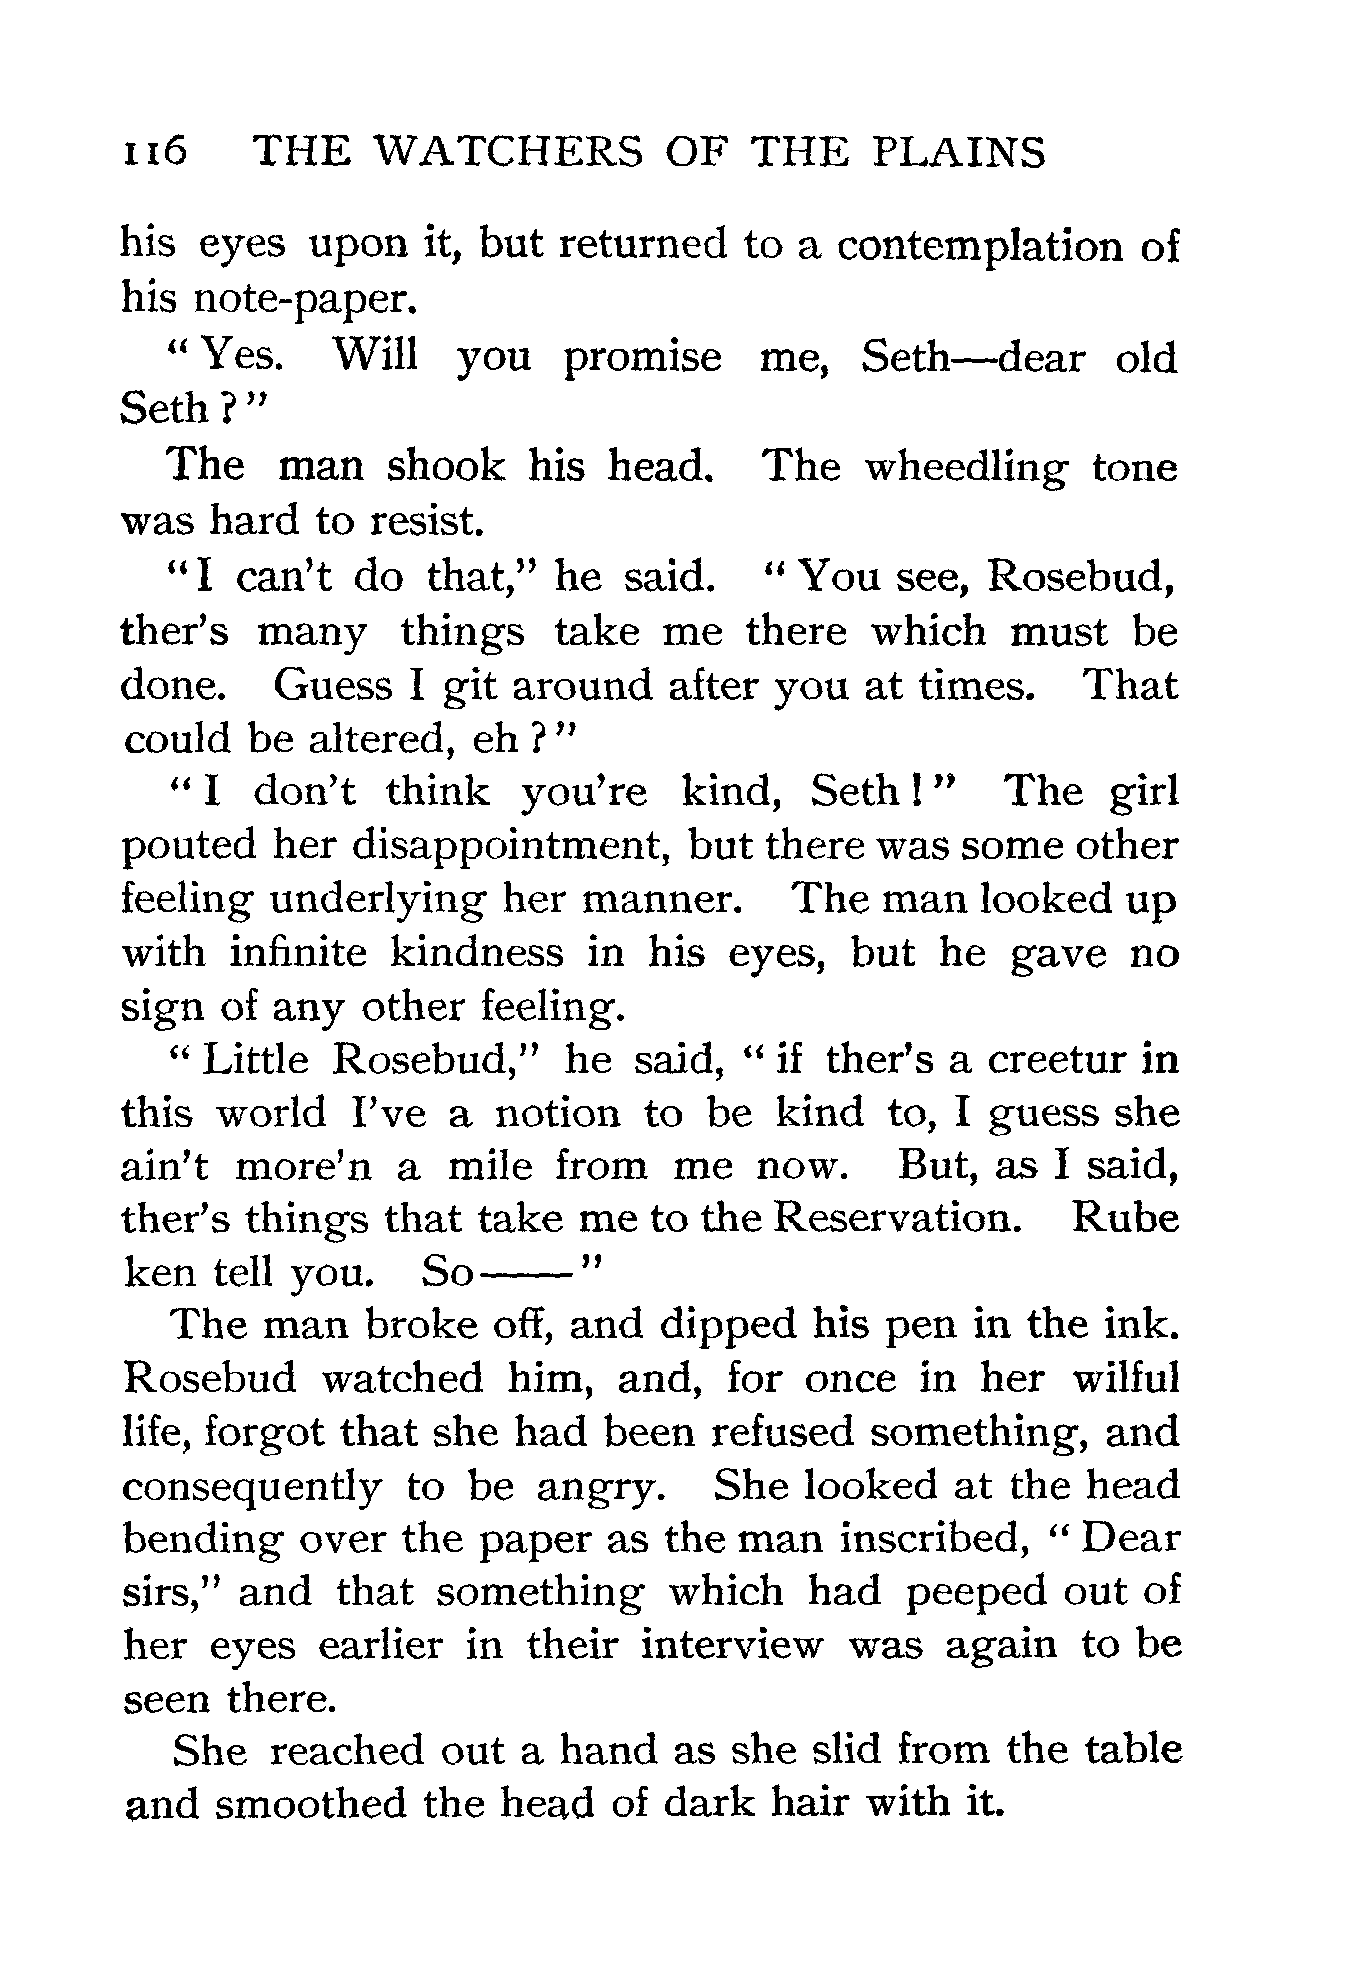 116 THE WATCHERS OF THE PLAINS
his eyes upon it, but returned to a contemplation of
his note-paper.
“ Yes. Will you promise me, Seth—dear old
Seth ? ”
The man shook his head. The wheedling tone
was hard to resist.
“ I can’t do that,” he said. “ You see, Rosebud,
ther’s many things take me there which must be
done. Guess I git around after you at times. That
could be altered, eh ? ”
“ I don’t think you’re kind, Seth ! ” The girl
pouted her disappointment, but there was some other
feeling underlying her manner. The man looked up
with infinite kindness in his eyes, but he gave no
sign of any other feeling.
“ Little Rosebud,” he said, “ if ther’s a creetur in
this world I’ve a notion to be kind to, I guess she
ain’t more’n a mile from me now. But, as I said,
ther’s things that take me to the Reservation. Rube
ken tell you. So—— ”
The man broke off, and dipped his pen in the ink.
Rosebud watched him, and, for once in her wilful
life, forgot that she had been refused something, and
consequently to be angry. She looked at the head
bending over the paper as the man inscribed, “ Dear
sirs,” and that something which had peeped out of
her eyes earlier in their interview was again to be
seen there.
She reached out a hand as she slid from the table
and smoothed the head of dark hair with it.